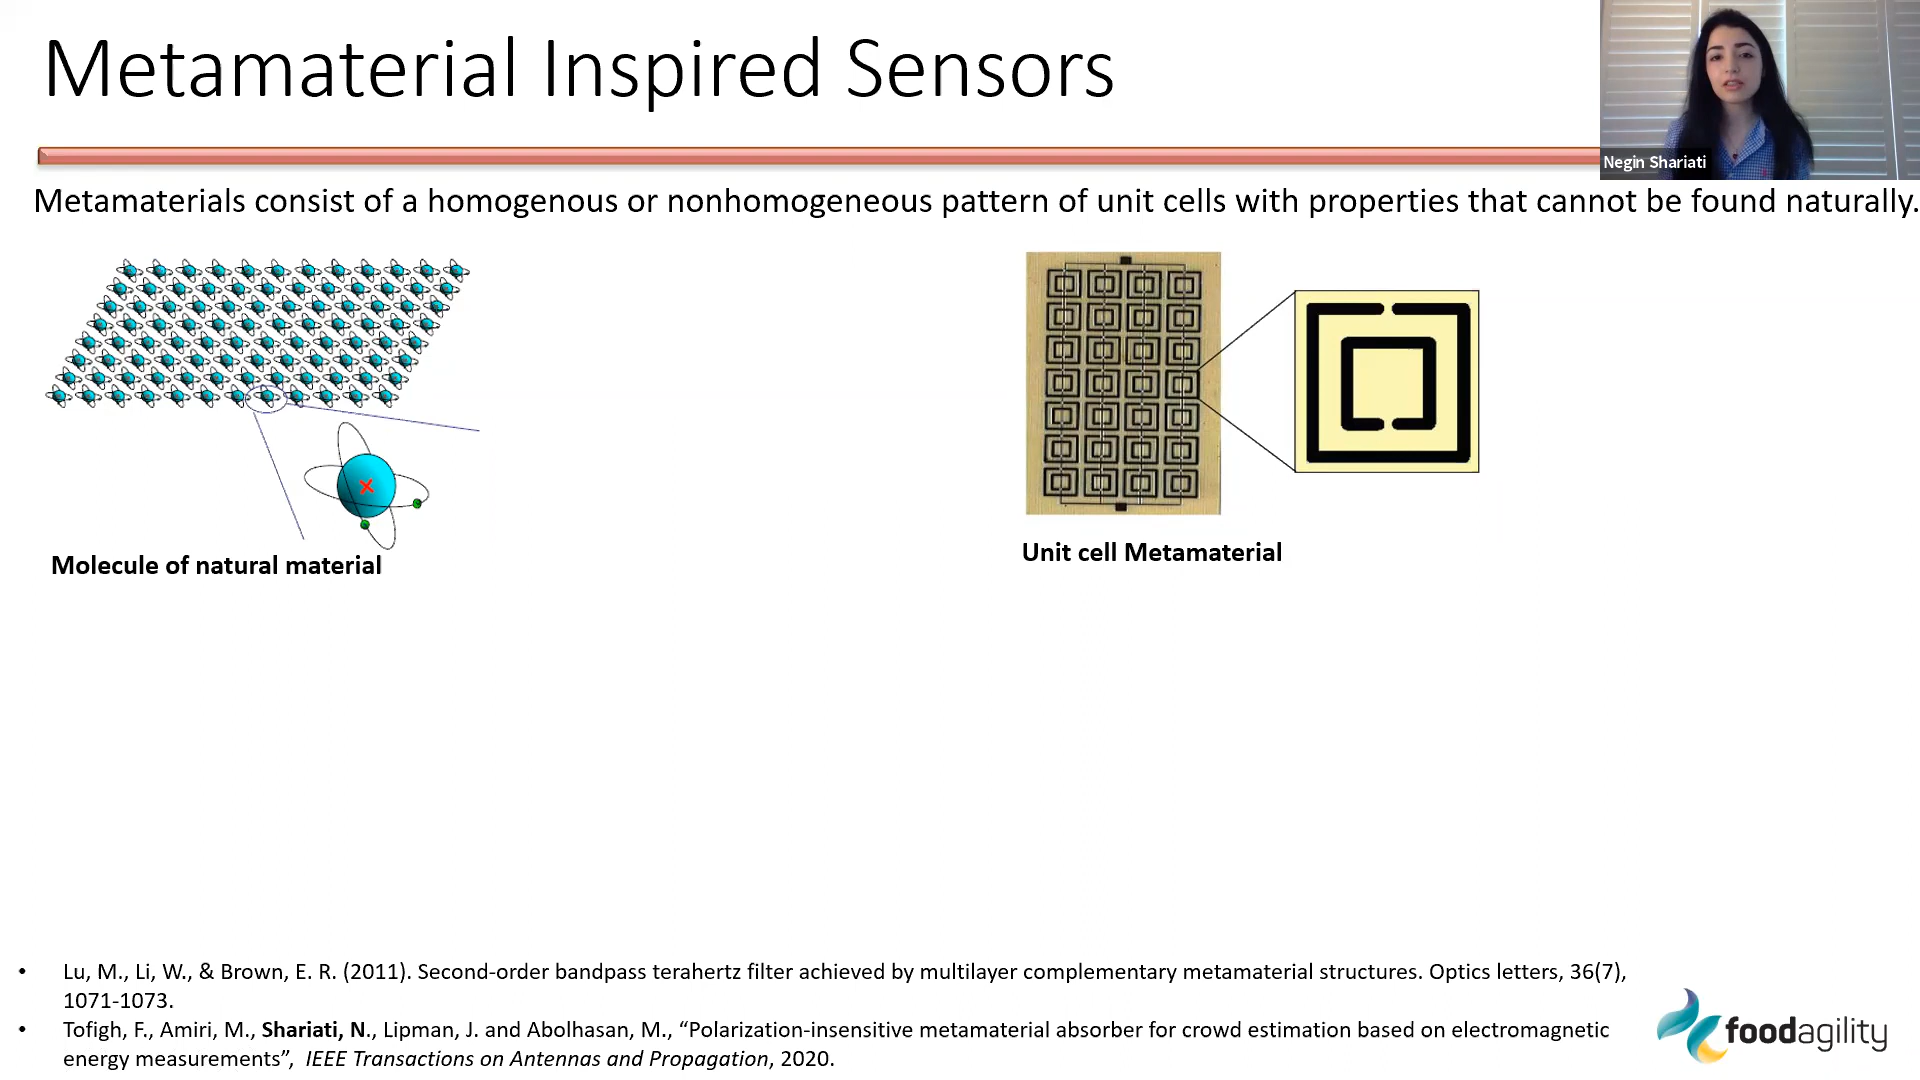 Metamaterial Inspired Sensors
Negin Shariati
Metamaterials consist of a homogenous or nonhomogeneous pattern of unit cells with properties that cannot be found naturally.
Molecule of natural material
Unit cell Metamaterial
• Lu, M., Li, W., & Brown, E. R. (2011). Second-order bandpass terahertz filter achieved by multilayer complementary metamaterial structures. Optics letters, 36(7),
1071-1073.
• Tofigh, F., Amiri, M., Shariati, N., Lipman, J. and Abolhasan, M., “Polarization-insensitive metamaterial absorber for crowd estimation based on electromagnetic
energy measurements”, IEEE Transactions on Antennas and Propagation, 2020.
foodagility